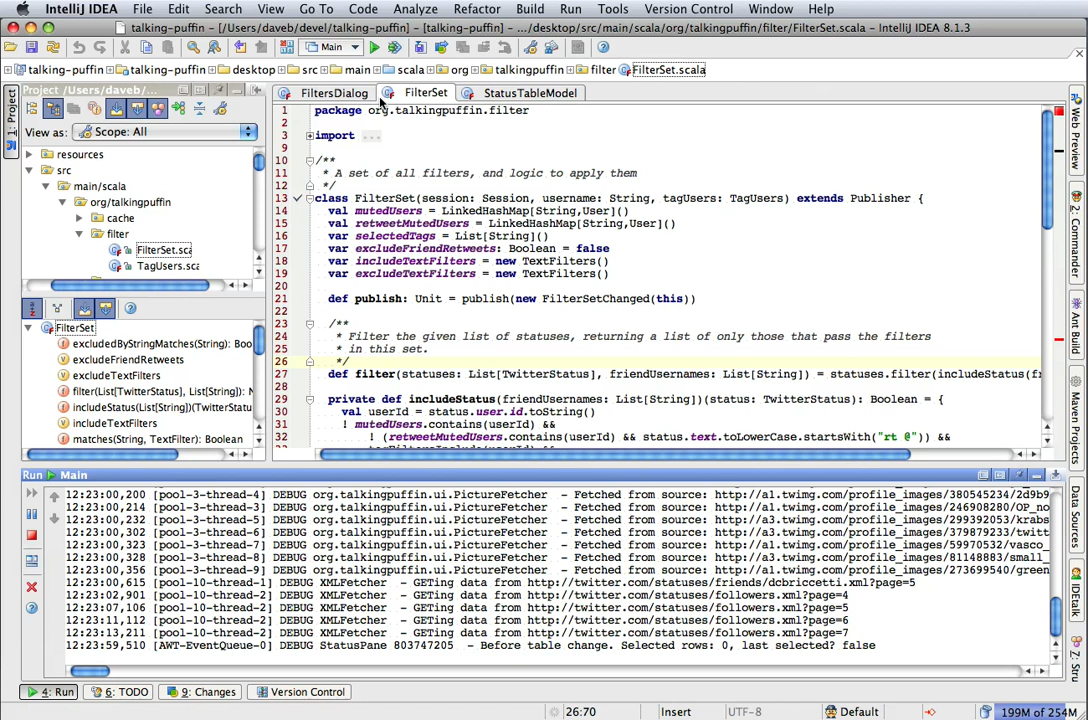 IntelliJ IDEA File Edit Search View Go To Code Analyze Refactor Build Run Tools Version Control Window Help
talking-puffin - [/Users/daveb/devel/talking-puffin] - [talking-puffin] - .../desktop/src/main/scala/org/talkingpuffin/filter/FilterSet.scala - IntelliJ IDEA 8.1.3
Main
talking-puffin talking-puffin desktop src main scala org talkingpuffin filter FilterSet.scala
Project /Users/daveb/
FiltersDialog FilterSet StatusTableModel
View as: Scope: All
resources
src
main/scala
org/talkingpuffin
cache
filter
FilterSet.sca
TagUsers.sca
1 package org.talkingpuffin.filter
2
3 import ...
9
10 /**
11 * A set of all filters, and logic to apply them
12 */
13 class FilterSet(session: Session, username: String, tagUsers: TagUsers) extends Publisher {
14 val mutedUsers = LinkedHashMap[String,User]()
15 val retweetMutedUsers = LinkedHashMap[String,User]()
16 var selectedTags = List[String]()
17 var excludeFriendRetweets: Boolean = false
18 var includeTextFilters = new TextFilters()
19 var excludeTextFilters = new TextFilters()
20
21 def publish: Unit = publish(new FilterSetChanged(this))
22
23 /**
24 * Filter the given list of statuses, returning a list of only those that pass the filters
25 * in this set.
26 */
27 def filter(statuses: List[TwitterStatus], friendUsernames: List[String]) = statuses.filter(includeStatus(f
28
29 private def includeStatus(friendUsernames: List[String])(status: TwitterStatus): Boolean = {
30 val userId = status.user.id.toString()
31 ! mutedUsers.contains(userId) &&
32 ! (retweetMutedUsers.contains(userId) && status.text.toLowerCase.startsWith("rt @")) &&
FilterSet
excludedByStringMatches(String): Boo
excludeFriendRetweets
excludeTextFilters
filter(List[TwitterStatus], List[String]): 
includeStatus(List[String])(TwitterStatu
includeTextFilters
matches(String, TextFilter): Boolean
1: Project
Web Preview
2: Commander
Ant Build
Maven Projects
Data Sources
IDEtalk
Z: Stru
Run Main
12:23:00,200 [pool-3-thread-4] DEBUG org.talkingpuffin.ui.PictureFetcher - Fetched from source: http://a1.twimg.com/profile_images/380545234/2d9b9
12:23:00,214 [pool-3-thread-3] DEBUG org.talkingpuffin.ui.PictureFetcher - Fetched from source: http://a1.twimg.com/profile_images/246908280/OP_no
12:23:00,232 [pool-3-thread-5] DEBUG org.talkingpuffin.ui.PictureFetcher - Fetched from source: http://a3.twimg.com/profile_images/299392053/krabs
12:23:00,302 [pool-3-thread-6] DEBUG org.talkingpuffin.ui.PictureFetcher - Fetched from source: http://a3.twimg.com/profile_images/379879233/twitt
12:23:00,323 [pool-3-thread-7] DEBUG org.talkingpuffin.ui.PictureFetcher - Fetched from source: http://a1.twimg.com/profile_images/59970532/vasco_
12:23:00,328 [pool-3-thread-8] DEBUG org.talkingpuffin.ui.PictureFetcher - Fetched from source: http://a1.twimg.com/profile_images/81148883/small_
12:23:00,356 [pool-3-thread-9] DEBUG org.talkingpuffin.ui.PictureFetcher - Fetched from source: http://a1.twimg.com/profile_images/273699540/green
12:23:00,615 [pool-10-thread-1] DEBUG XMLFetcher - GETing data from http://twitter.com/statuses/friends/dcbriccetti.xml?page=5
12:23:02,901 [pool-10-thread-2] DEBUG XMLFetcher - GETing data from http://twitter.com/statuses/followers.xml?page=4
12:23:07,106 [pool-10-thread-2] DEBUG XMLFetcher - GETing data from http://twitter.com/statuses/followers.xml?page=5
12:23:11,112 [pool-10-thread-2] DEBUG XMLFetcher - GETing data from http://twitter.com/statuses/followers.xml?page=6
12:23:13,211 [pool-10-thread-2] DEBUG XMLFetcher - GETing data from http://twitter.com/statuses/followers.xml?page=7
12:23:59,510 [AWT-EventQueue-0] DEBUG StatusPane 803747205 - Before table change. Selected rows: 0, last selected? false
4: Run 6: TODO 9: Changes Version Control
26:70 Insert UTF-8 Default 199M of 254M